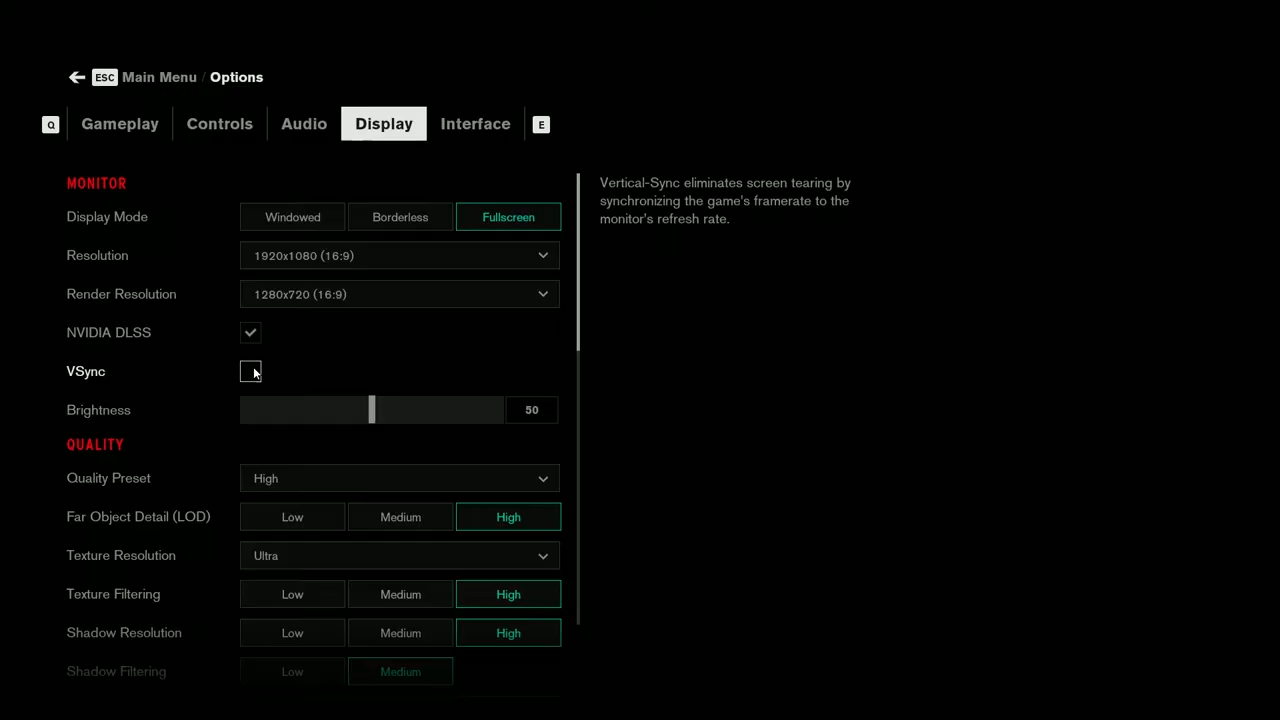 ESC Main Menu / Options
Q Gameplay Controls Audio Display Interface E
MONITOR
Display Mode Windowed Borderless Fullscreen
Resolution 1920x1080 (16:9)
Render Resolution 1280x720 (16:9)
NVIDIA DLSS
VSync
Brightness 50
QUALITY
Quality Preset High
Far Object Detail (LOD) Low Medium High
Texture Resolution Ultra
Texture Filtering Low Medium High
Shadow Resolution Low Medium High
Shadow Filtering Low Medium
Vertical-Sync eliminates screen tearing by
synchronizing the game's framerate to the
monitor's refresh rate.